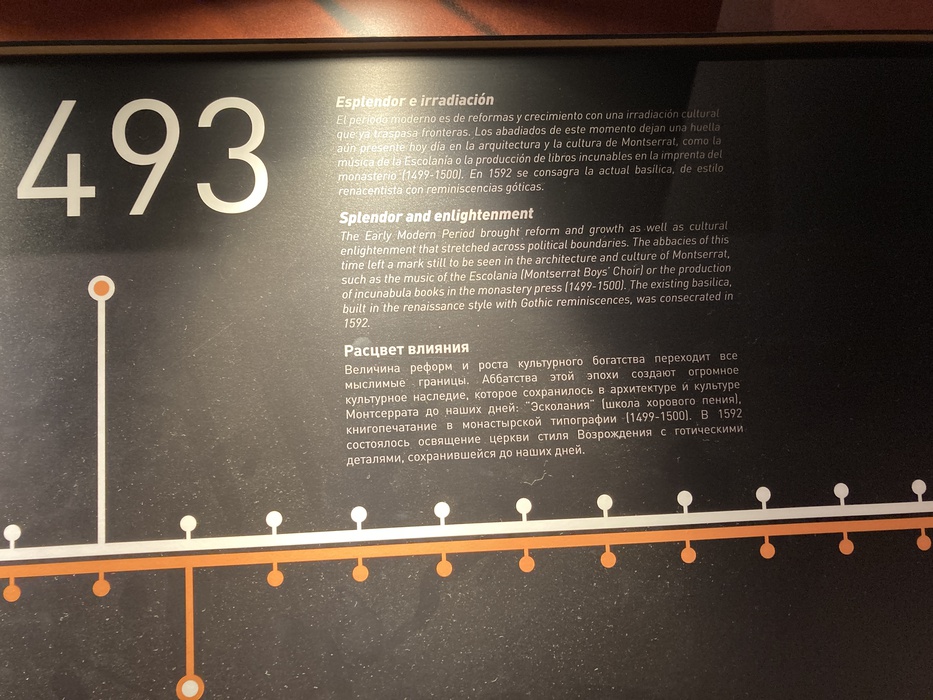 493
Esplendor e irradiación
El período moderno es de reformas y crecimiento con una irradiación cultural
que ya traspasa fronteras. Los abadiados de este momento dejan una huella
aún presente hoy día en la arquitectura y la cultura de Montserrat, como la
música de la Escolanía o la producción de libros incunables en la imprenta del
monasterio (1499-1500). En 1592 se consagra la actual basílica, de estilo
renacentista con reminiscencias góticas.
Splendor and enlightenment
The Early Modern Period brought reform and growth as well as cultural
enlightenment that stretched across political boundaries. The abbacies of this
time left a mark still to be seen in the architecture and culture of Montserrat,
such as the music of the Escolania (Montserrat Boys' Choir) or the production
of incunabula books in the monastery press (1499-1500). The existing basilica,
built in the renaissance style with Gothic reminiscences, was consecrated in
1592.
Расцвет влияния
Величина реформ и роста культурного богатства переходит все
мыслимые границы. Аббатства этой эпохи создают огромное
культурное наследие, которое сохранилось в архитектуре и культуре
Монтсеррата до наших дней: "Эсколания" (школа хорового пения),
книгопечатание в монастырской типографии (1499-1500). В 1592
состоялось освящение церкви стиля Возрождения с готическими
деталями, сохранившейся до наших дней.